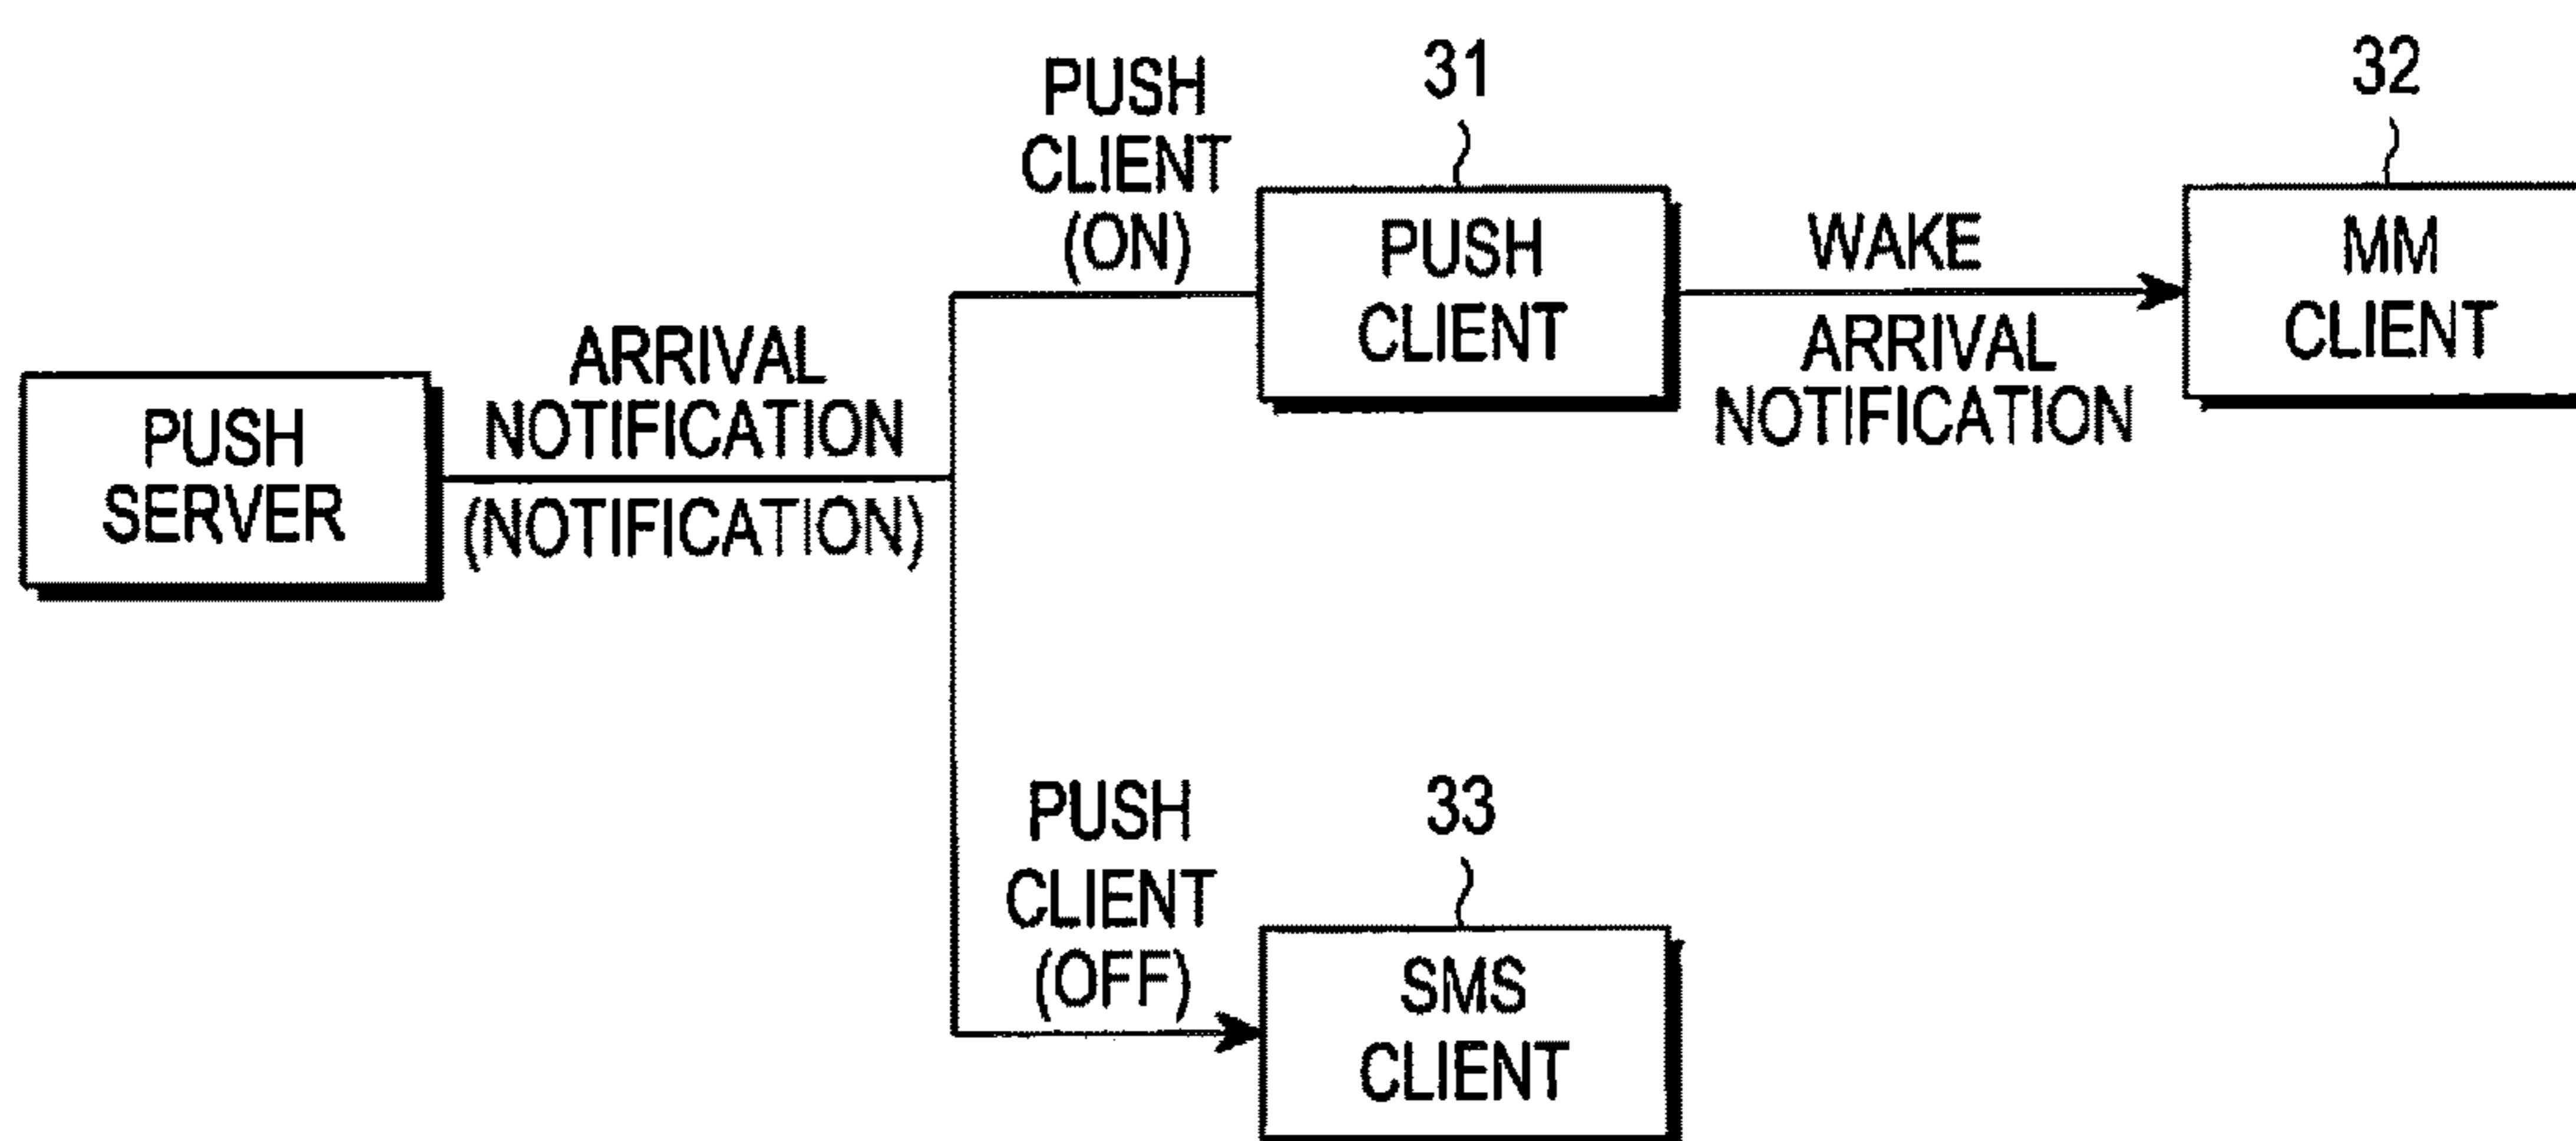 PUSH
CLIENT
(ON)
31
PUSH
CLIENT
WAKE
ARRIVAL
NOTIFICATION
32
MM
CLIENT
PUSH
SERVER
ARRIVAL
NOTIFICATION
(NOTIFICATION)
PUSH
CLIENT
(OFF)
33
SMS
CLIENT